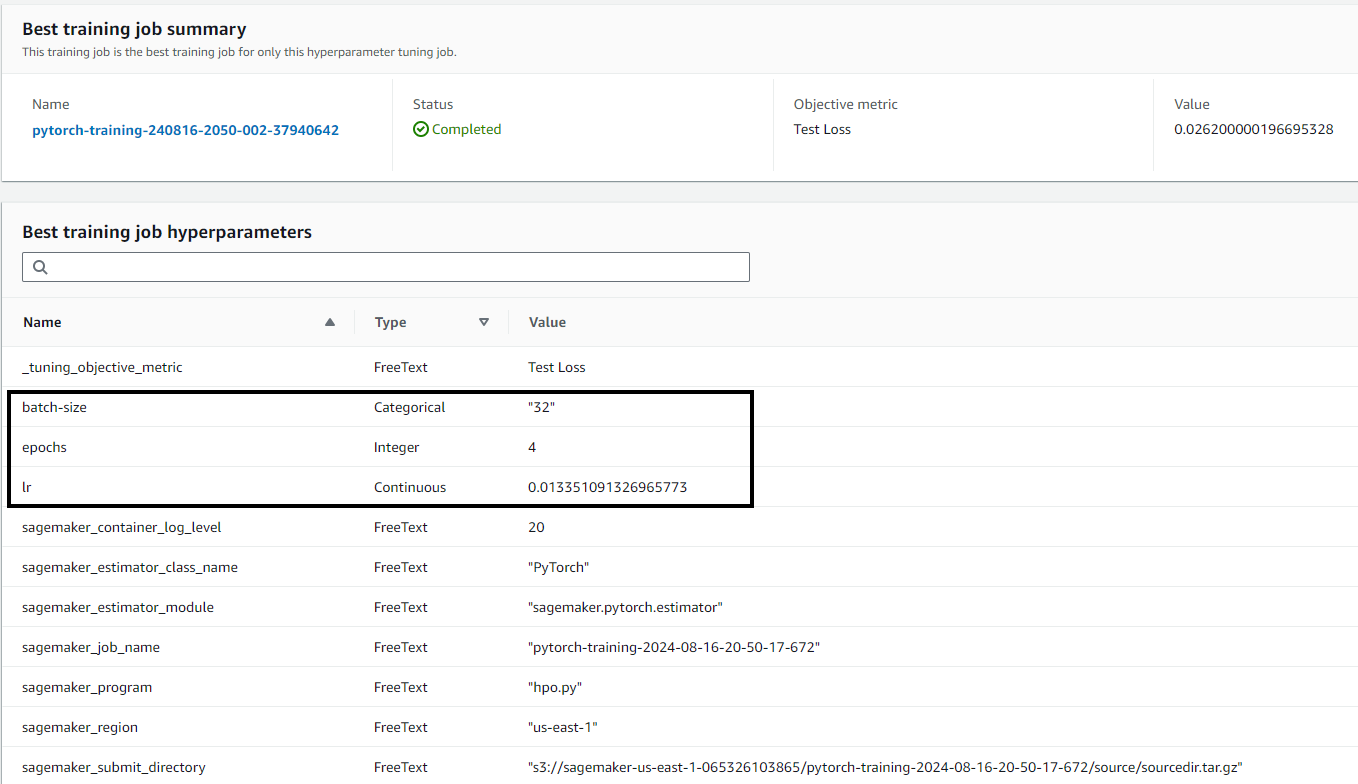 Best training job summary
This training job is the best training job for only this hyperparameter tuning job.
Name Status Objective metric Value
pytorch-training-240816-2050-002-37940642 Completed Test Loss 0.026200000196695328
Best training job hyperparameters
Name Type Value
_tuning_objective_metric FreeText Test Loss
batch-size Categorical "32"
epochs Integer 4
lr Continuous 0.013351091326965773
sagemaker_container_log_level FreeText 20
sagemaker_estimator_class_name FreeText "PyTorch"
sagemaker_estimator_module FreeText "sagemaker.pytorch.estimator"
sagemaker_job_name FreeText "pytorch-training-2024-08-16-20-50-17-672"
sagemaker_program FreeText "hpo.py"
sagemaker_region FreeText "us-east-1"
sagemaker_submit_directory FreeText "s3://sagemaker-us-east-1-065326103865/pytorch-training-2024-08-16-20-50-17-672/source/sourcedir.tar.gz"